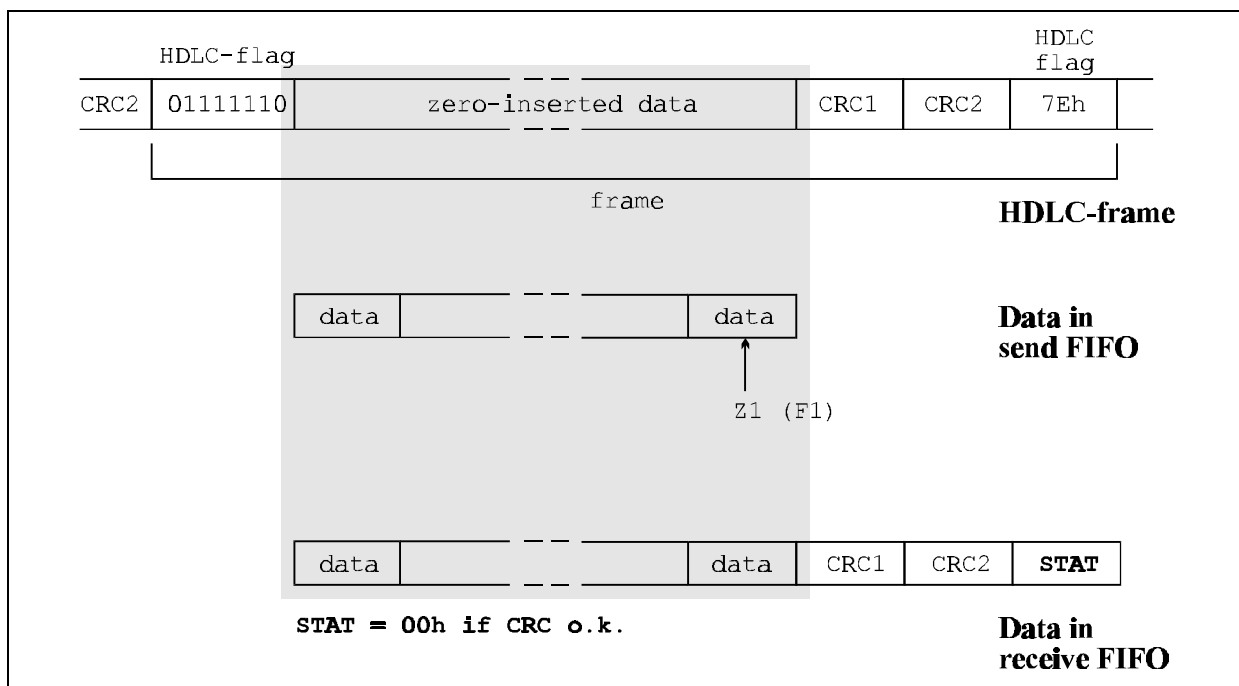 HDLC-flag
HDLC
flag
CRC2 01111110 zero-inserted data CRC1 CRC2 7Eh
frame
HDLC-frame
data data
Data in
send FIFO
Z1 (F1)
data data CRC1 CRC2 STAT
STAT = 00h if CRC o.k.
Data in
receive FIFO